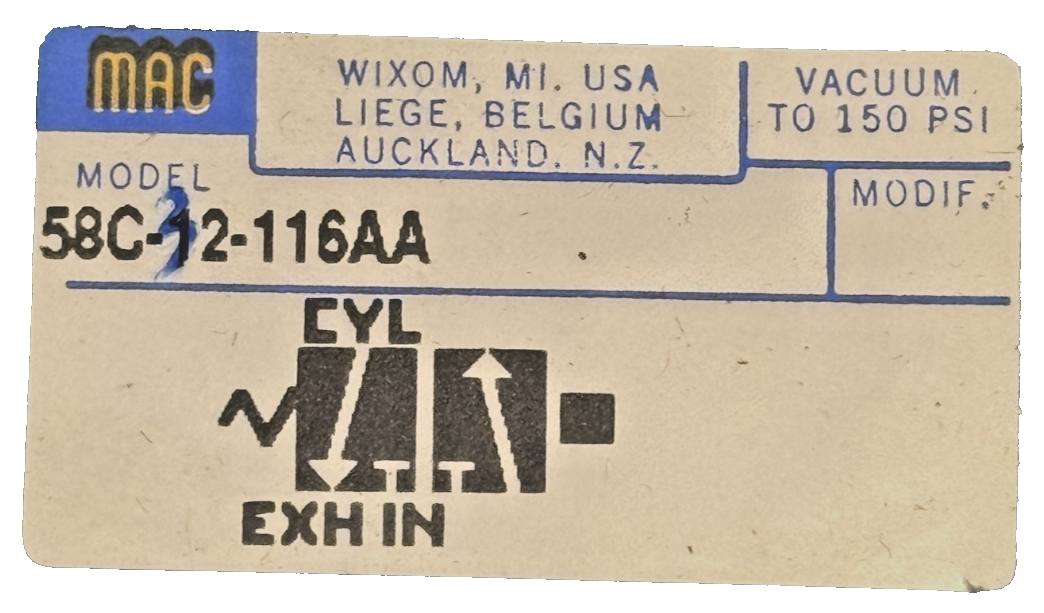 MAC
WIXOM, MI. USA
LIEGE, BELGIUM
AUCKLAND. N.Z.
VACUUM
TO 150 PSI
MODEL
58C-12-116AA
MODIF.
3
CYL
EXH IN